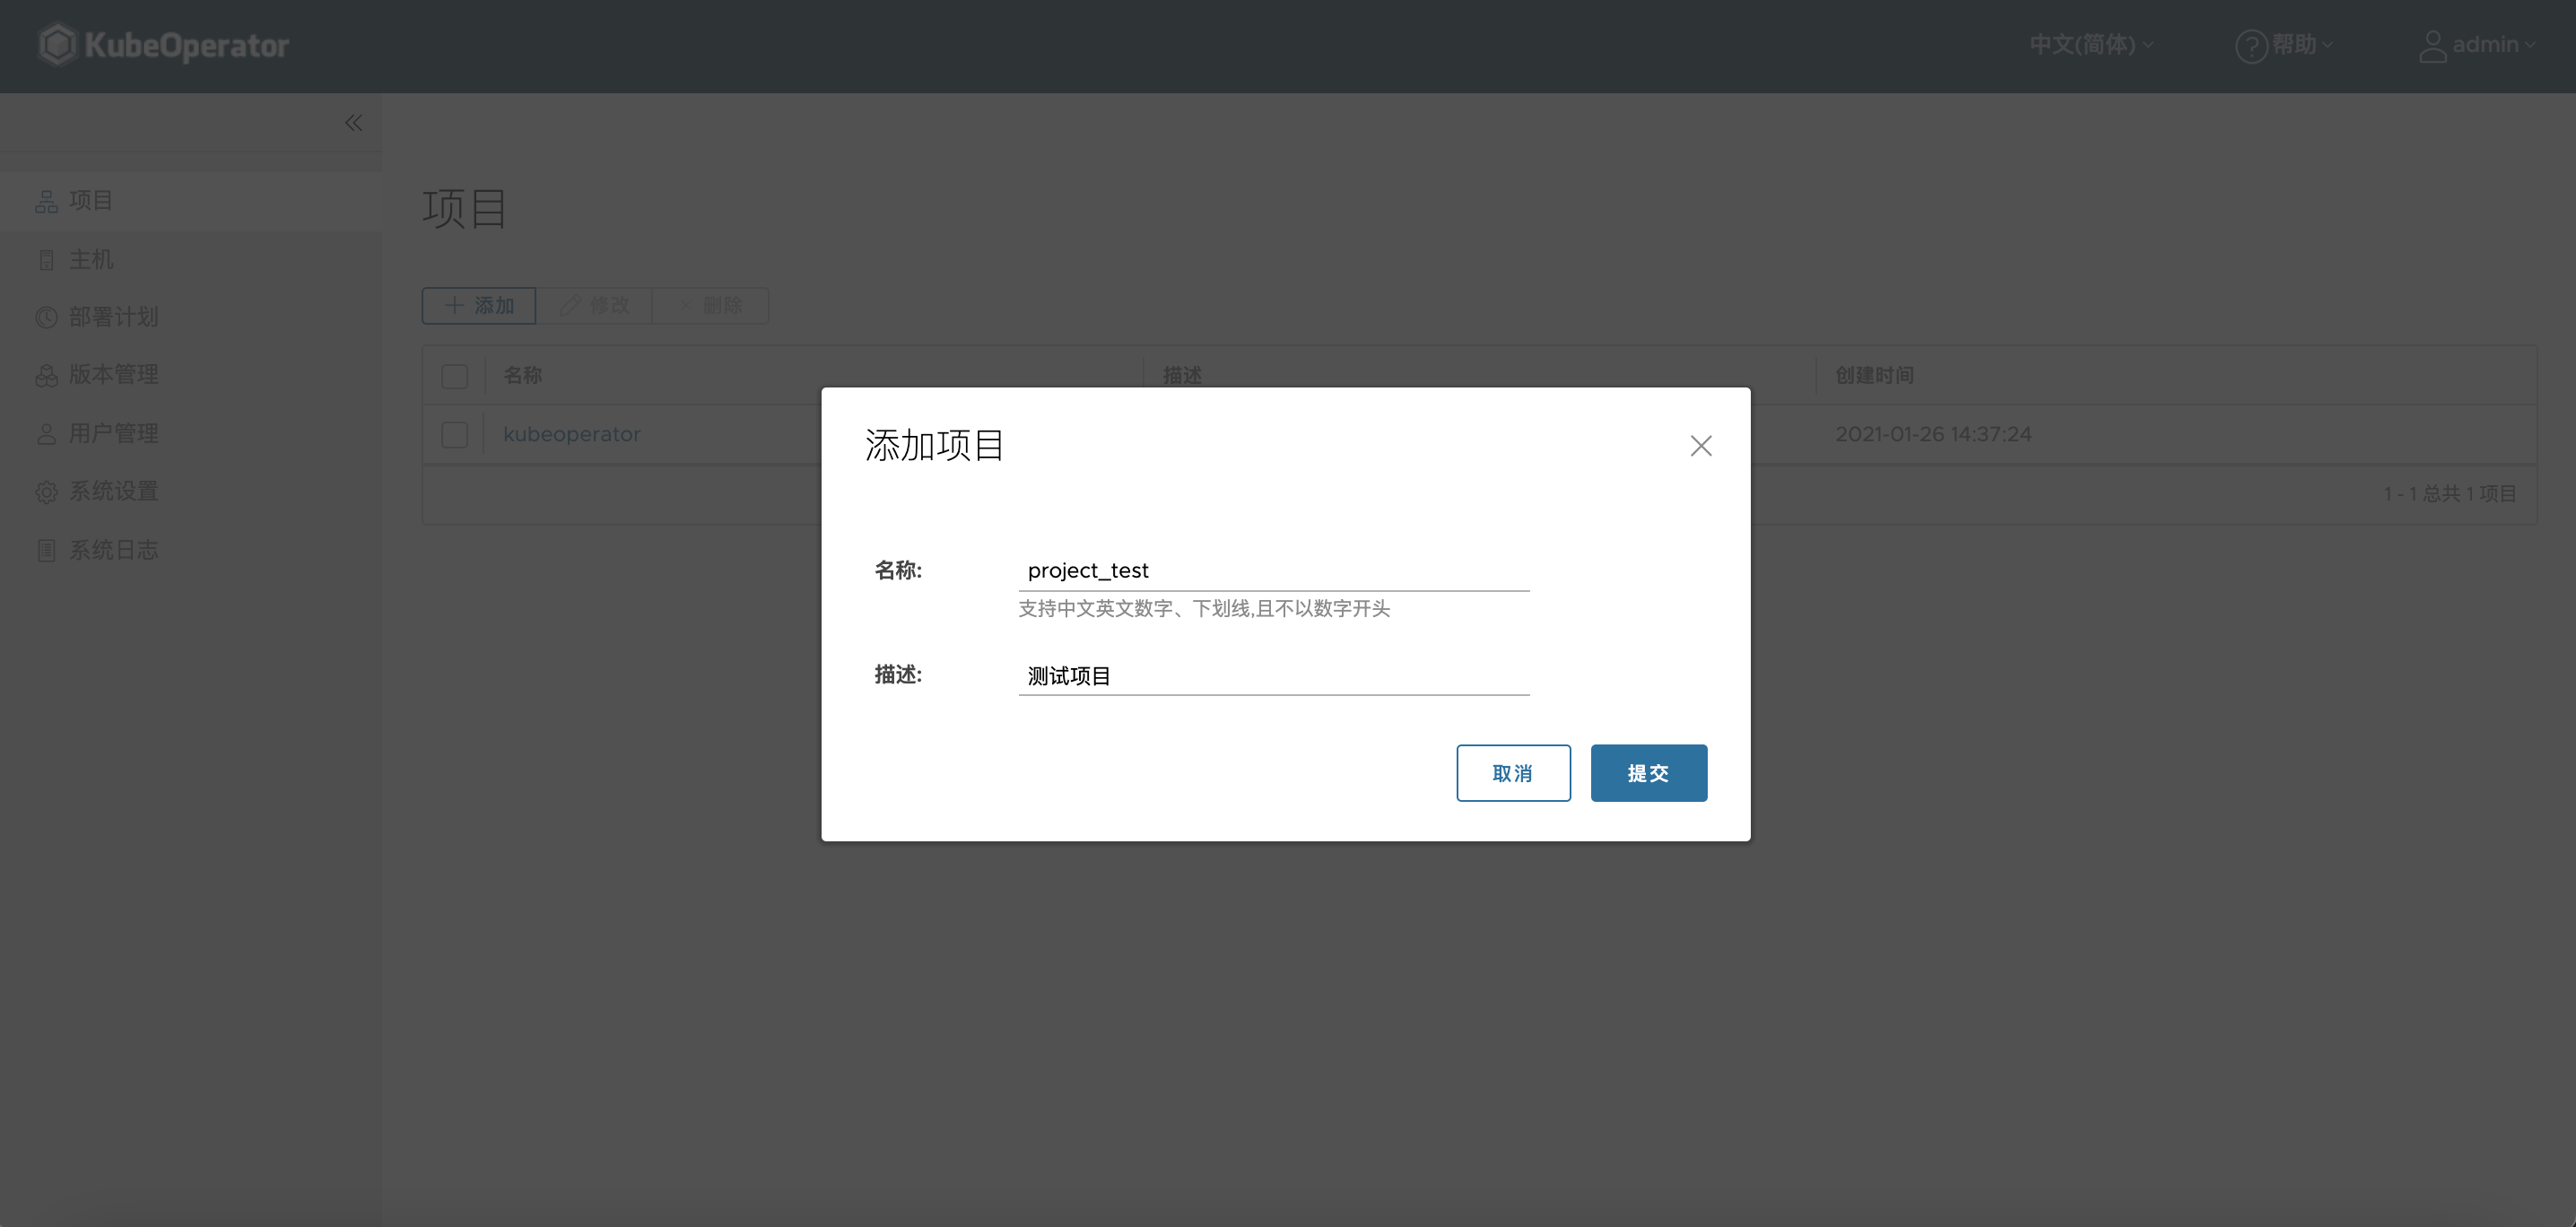 KubeOperator
中文(简体)
帮助
admin
项目
主机
部署计划
版本管理
用户管理
系统设置
系统日志
项目
添加
修改
删除
名称
描述
创建时间
kubeoperator
2021-01-26 14:37:24
1 - 1 总共 1 项目
添加项目
名称:
project_test
支持中文英文数字、下划线,且不以数字开头
描述:
测试项目
取消
提交